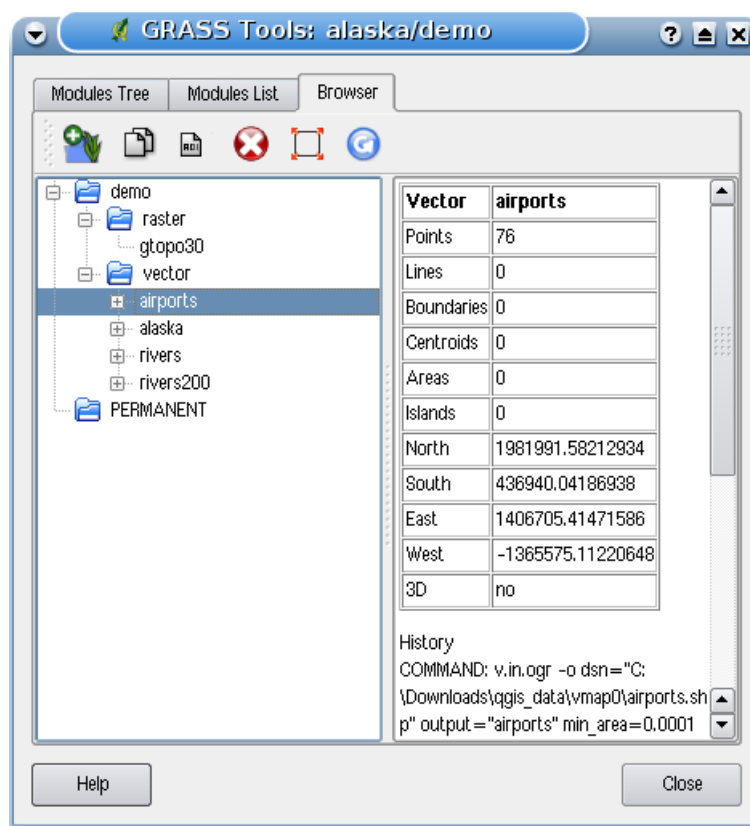 GRASS Tools: alaska/demo
Modules Tree Modules List Browser
demo
raster
gtopo30
vector
airports
alaska
rivers
rivers200
PERMANENT
Vector airports
Points 76
Lines 0
Boundaries 0
Centroids 0
Areas 0
Islands 0
North 1981991.58212934
South 436940.04186938
East 1406705.41471586
West -1365575.11220648
3D no
History
COMMAND: v.in.ogr -o dsn="C:
\Downloads\qgis_data\vmap0\airports.sh
p" output="airports" min_area=0.0001
Help Close